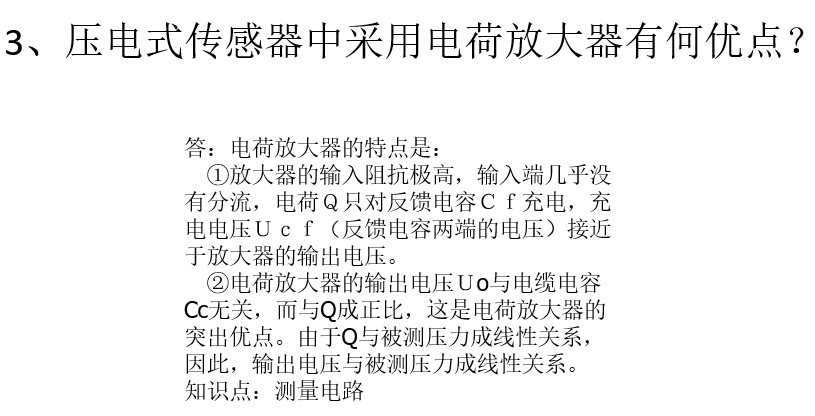 3、压电式传感器中采用电荷放大器有何优点？
答：电荷放大器的特点是：
①放大器的输入阻抗极高，输入端几乎没
有分流，电荷Ｑ只对反馈电容Ｃｆ充电，充
电电压Ｕｃｆ（反馈电容两端的电压）接近
于放大器的输出电压。
②电荷放大器的输出电压Ｕo与电缆电容
Cc无关，而与Q成正比，这是电荷放大器的
突出优点。由于Q与被测压力成线性关系，
因此，输出电压与被测压力成线性关系。
知识点：测量电路